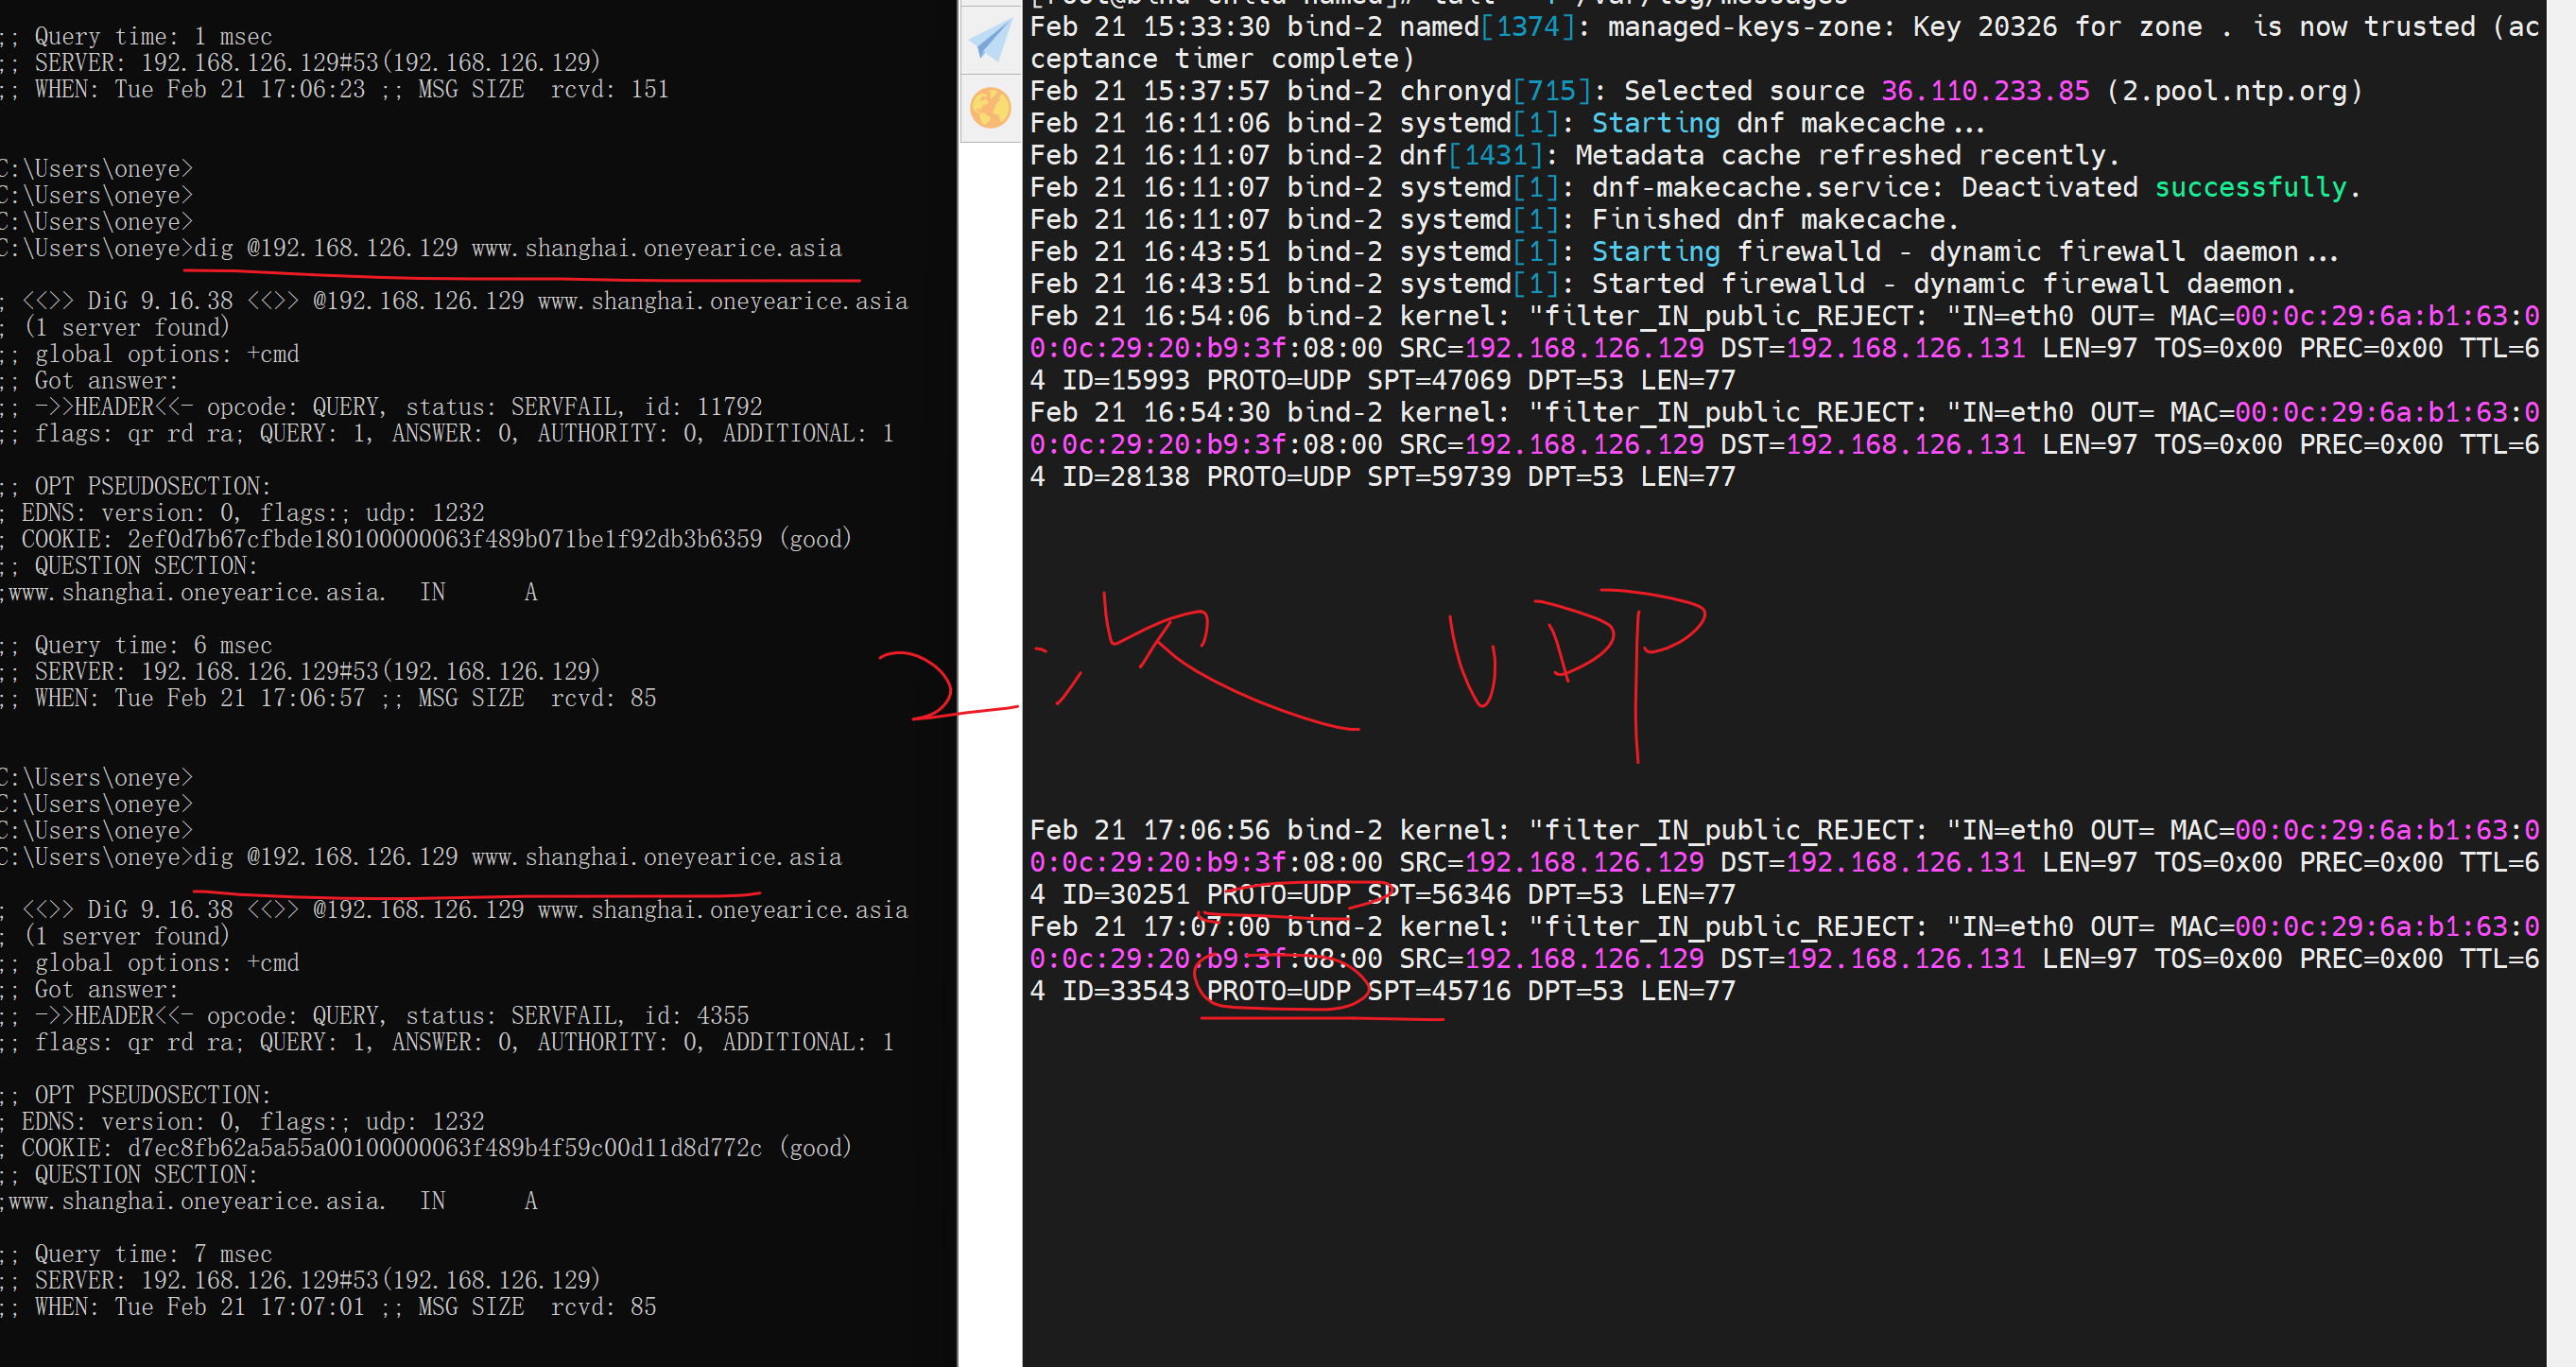 ;; Query time: 1 msec
;; SERVER: 192.168.126.129#53(192.168.126.129)
;; WHEN: Tue Feb 21 17:06:23 ;; MSG SIZE  rcvd: 151
C:\Users\oneye>
C:\Users\oneye>
C:\Users\oneye>
C:\Users\oneye>dig @192.168.126.129 www.shanghai.oneyearice.asia
; <<>> DiG 9.16.38 <<>> @192.168.126.129 www.shanghai.oneyearice.asia
; (1 server found)
;; global options: +cmd
;; Got answer:
;; ->>HEADER<<- opcode: QUERY, status: SERVFAIL, id: 11792
;; flags: qr rd ra; QUERY: 1, ANSWER: 0, AUTHORITY: 0, ADDITIONAL: 1
;; OPT PSEUDOSECTION:
; EDNS: version: 0, flags:; udp: 1232
; COOKIE: 2ef0d7b67cfbde180100000063f489b071be1f92db3b6359 (good)
;; QUESTION SECTION:
;www.shanghai.oneyearice.asia.  IN      A
;; Query time: 6 msec
;; SERVER: 192.168.126.129#53(192.168.126.129)
;; WHEN: Tue Feb 21 17:06:57 ;; MSG SIZE  rcvd: 85
C:\Users\oneye>
C:\Users\oneye>
C:\Users\oneye>
C:\Users\oneye>dig @192.168.126.129 www.shanghai.oneyearice.asia
; <<>> DiG 9.16.38 <<>> @192.168.126.129 www.shanghai.oneyearice.asia
; (1 server found)
;; global options: +cmd
;; Got answer:
;; ->>HEADER<<- opcode: QUERY, status: SERVFAIL, id: 4355
;; flags: qr rd ra; QUERY: 1, ANSWER: 0, AUTHORITY: 0, ADDITIONAL: 1
;; OPT PSEUDOSECTION:
; EDNS: version: 0, flags:; udp: 1232
; COOKIE: d7ec8fb62a5a55a00100000063f489b4f59c00d11d8d772c (good)
;; QUESTION SECTION:
;www.shanghai.oneyearice.asia.  IN      A
;; Query time: 7 msec
;; SERVER: 192.168.126.129#53(192.168.126.129)
;; WHEN: Tue Feb 21 17:07:01 ;; MSG SIZE  rcvd: 85
Feb 21 15:33:30 bind-2 named[1374]: managed-keys-zone: Key 20326 for zone . is now trusted (ac
ceptance timer complete)
Feb 21 15:37:57 bind-2 chronyd[715]: Selected source 36.110.233.85 (2.pool.ntp.org)
Feb 21 16:11:06 bind-2 systemd[1]: Starting dnf makecache...
Feb 21 16:11:07 bind-2 dnf[1431]: Metadata cache refreshed recently.
Feb 21 16:11:07 bind-2 systemd[1]: dnf-makecache.service: Deactivated successfully.
Feb 21 16:11:07 bind-2 systemd[1]: Finished dnf makecache.
Feb 21 16:43:51 bind-2 systemd[1]: Starting firewalld - dynamic firewall daemon...
Feb 21 16:43:51 bind-2 systemd[1]: Started firewalld - dynamic firewall daemon.
Feb 21 16:54:06 bind-2 kernel: "filter_IN_public_REJECT: "IN=eth0 OUT= MAC=00:0c:29:6a:b1:63:0
0:0c:29:20:b9:3f:08:00 SRC=192.168.126.129 DST=192.168.126.131 LEN=97 TOS=0x00 PREC=0x00 TTL=6
4 ID=15993 PROTO=UDP SPT=47069 DPT=53 LEN=77
Feb 21 16:54:30 bind-2 kernel: "filter_IN_public_REJECT: "IN=eth0 OUT= MAC=00:0c:29:6a:b1:63:0
0:0c:29:20:b9:3f:08:00 SRC=192.168.126.129 DST=192.168.126.131 LEN=97 TOS=0x00 PREC=0x00 TTL=6
4 ID=28138 PROTO=UDP SPT=59739 DPT=53 LEN=77
2次 UDP
Feb 21 17:06:56 bind-2 kernel: "filter_IN_public_REJECT: "IN=eth0 OUT= MAC=00:0c:29:6a:b1:63:0
0:0c:29:20:b9:3f:08:00 SRC=192.168.126.129 DST=192.168.126.131 LEN=97 TOS=0x00 PREC=0x00 TTL=6
4 ID=30251 PROTO=UDP SPT=56346 DPT=53 LEN=77
Feb 21 17:07:00 bind-2 kernel: "filter_IN_public_REJECT: "IN=eth0 OUT= MAC=00:0c:29:6a:b1:63:0
0:0c:29:20:b9:3f:08:00 SRC=192.168.126.129 DST=192.168.126.131 LEN=97 TOS=0x00 PREC=0x00 TTL=6
4 ID=33543 PROTO=UDP SPT=45716 DPT=53 LEN=77